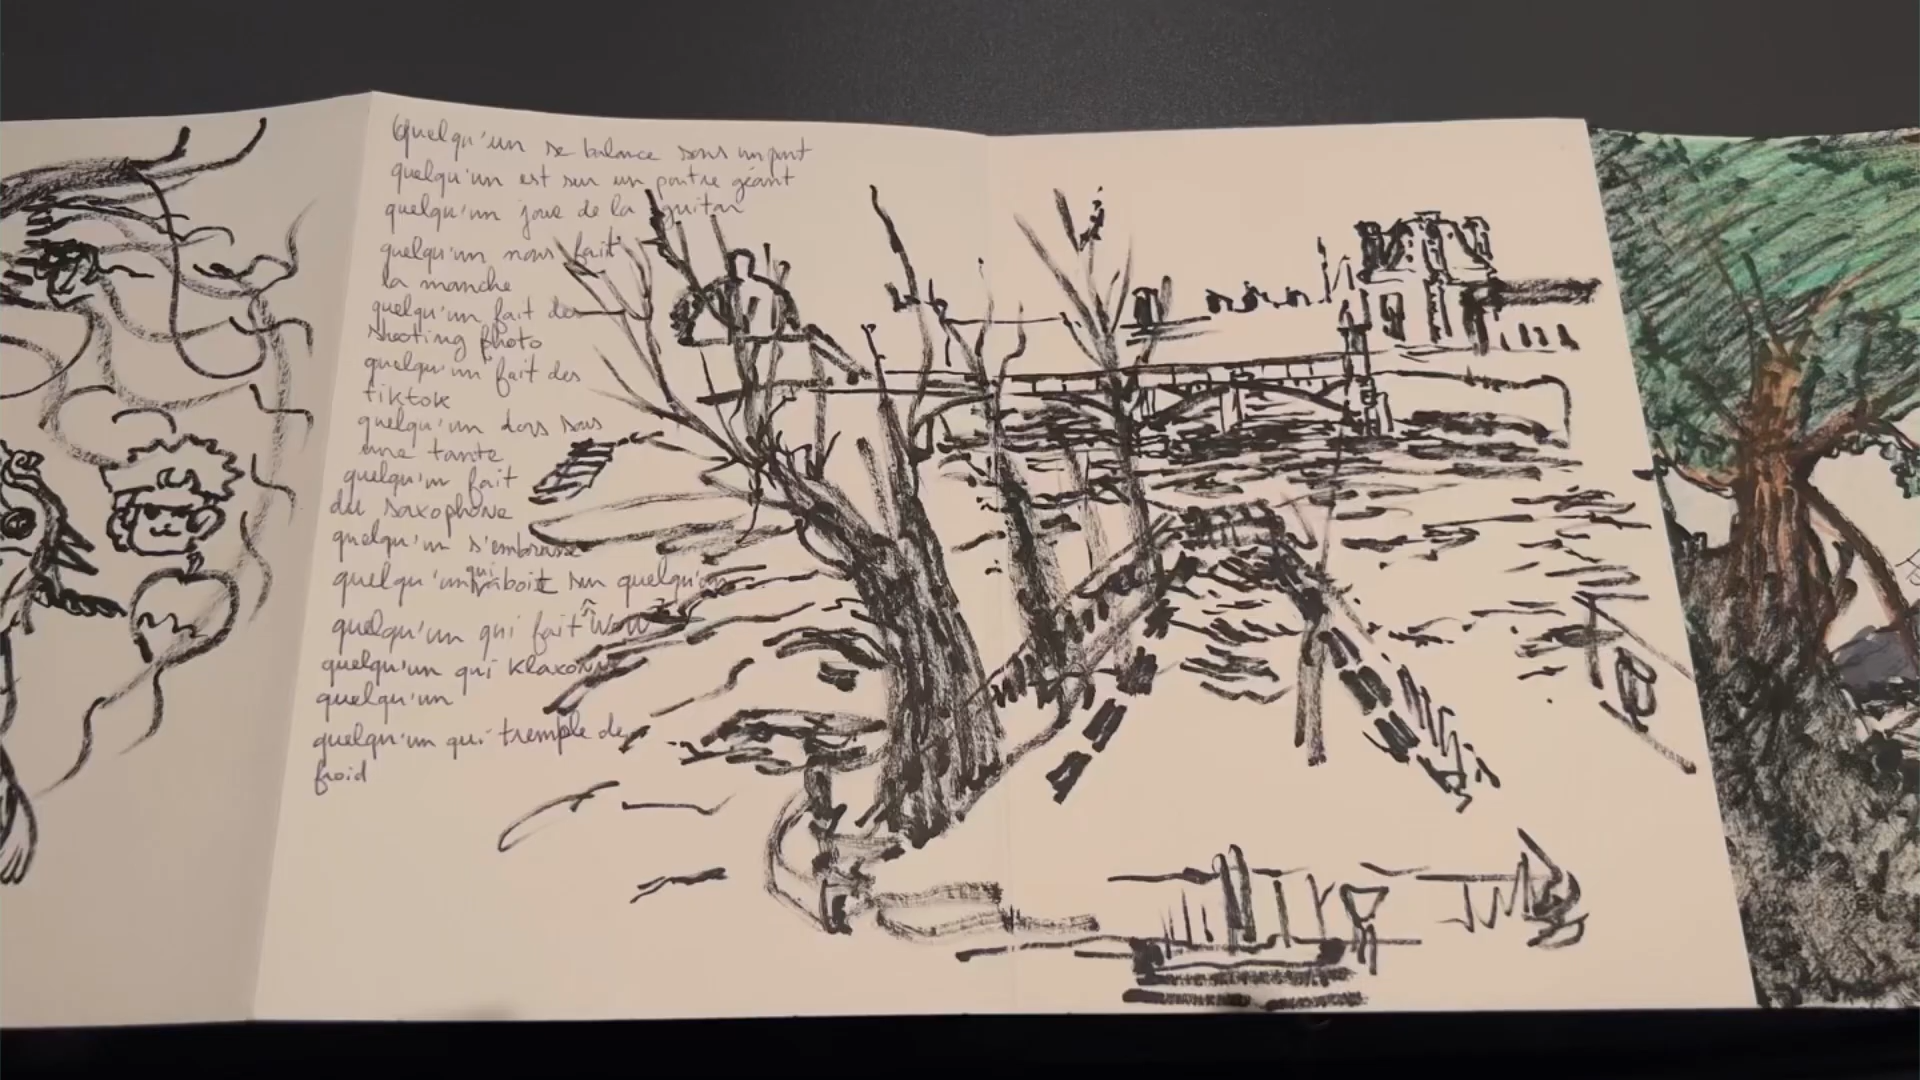 Quelqu'un se balance sous un pont
quelqu'un est sur un poutre géant
quelqu'un joue de la guitar
quelqu'un nous fait
la manche
quelqu'un fait des
shooting photo
quelqu'un fait des
tiktok
quelqu'un dors sous
une tante
quelqu'un fait
du saxophone
quelqu'un s'embrasse
quelqu'un qui aboit sur quelqu'un
quelqu'un qui fait wow
quelqu'un qui klaxonne
quelqu'un
quelqu'un qui tremple de
froid